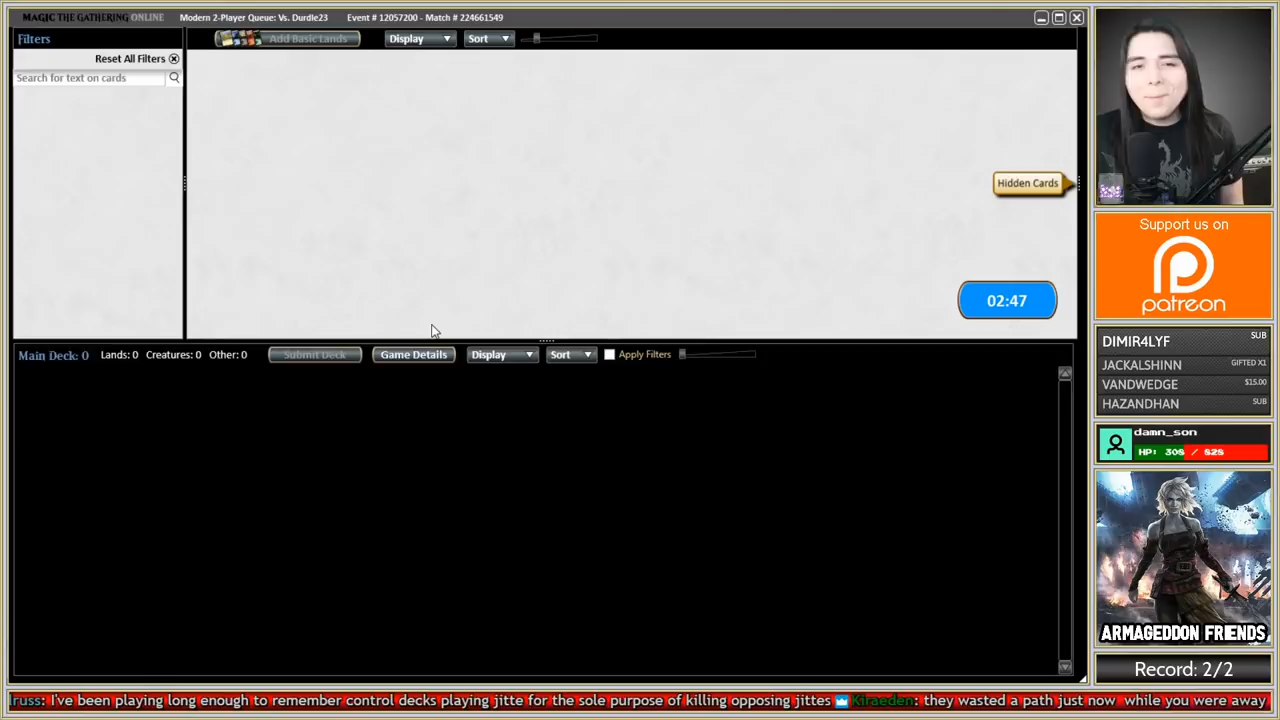 MAGIC THE GATHERING ONLINE Modern 2-Player Queue: Vs. Durdle23 Event # 12057200 - Match # 224661549
Filters
Add Basic Lands Display Sort
Reset All Filters
Search for text on cards
Hidden Cards
02:47
Main Deck: 0 Lands: 0 Creatures: 0 Other: 0 Submit Deck Game Details Display Sort Apply Filters
Support us on
patreon
DIMIR4LYF SUB
JACKALSHINN GIFTED X1
VANDWEDGE $15.00
HAZANDHAN SUB
damn_son
HP: 308 / 828
ARMAGEDDON FRIENDS
Record: 2/2
Iruss: I've been playing long enough to remember control decks playing jitte for the sole purpose of killing opposing jittes Kiraeden: they wasted a path just now while you were away